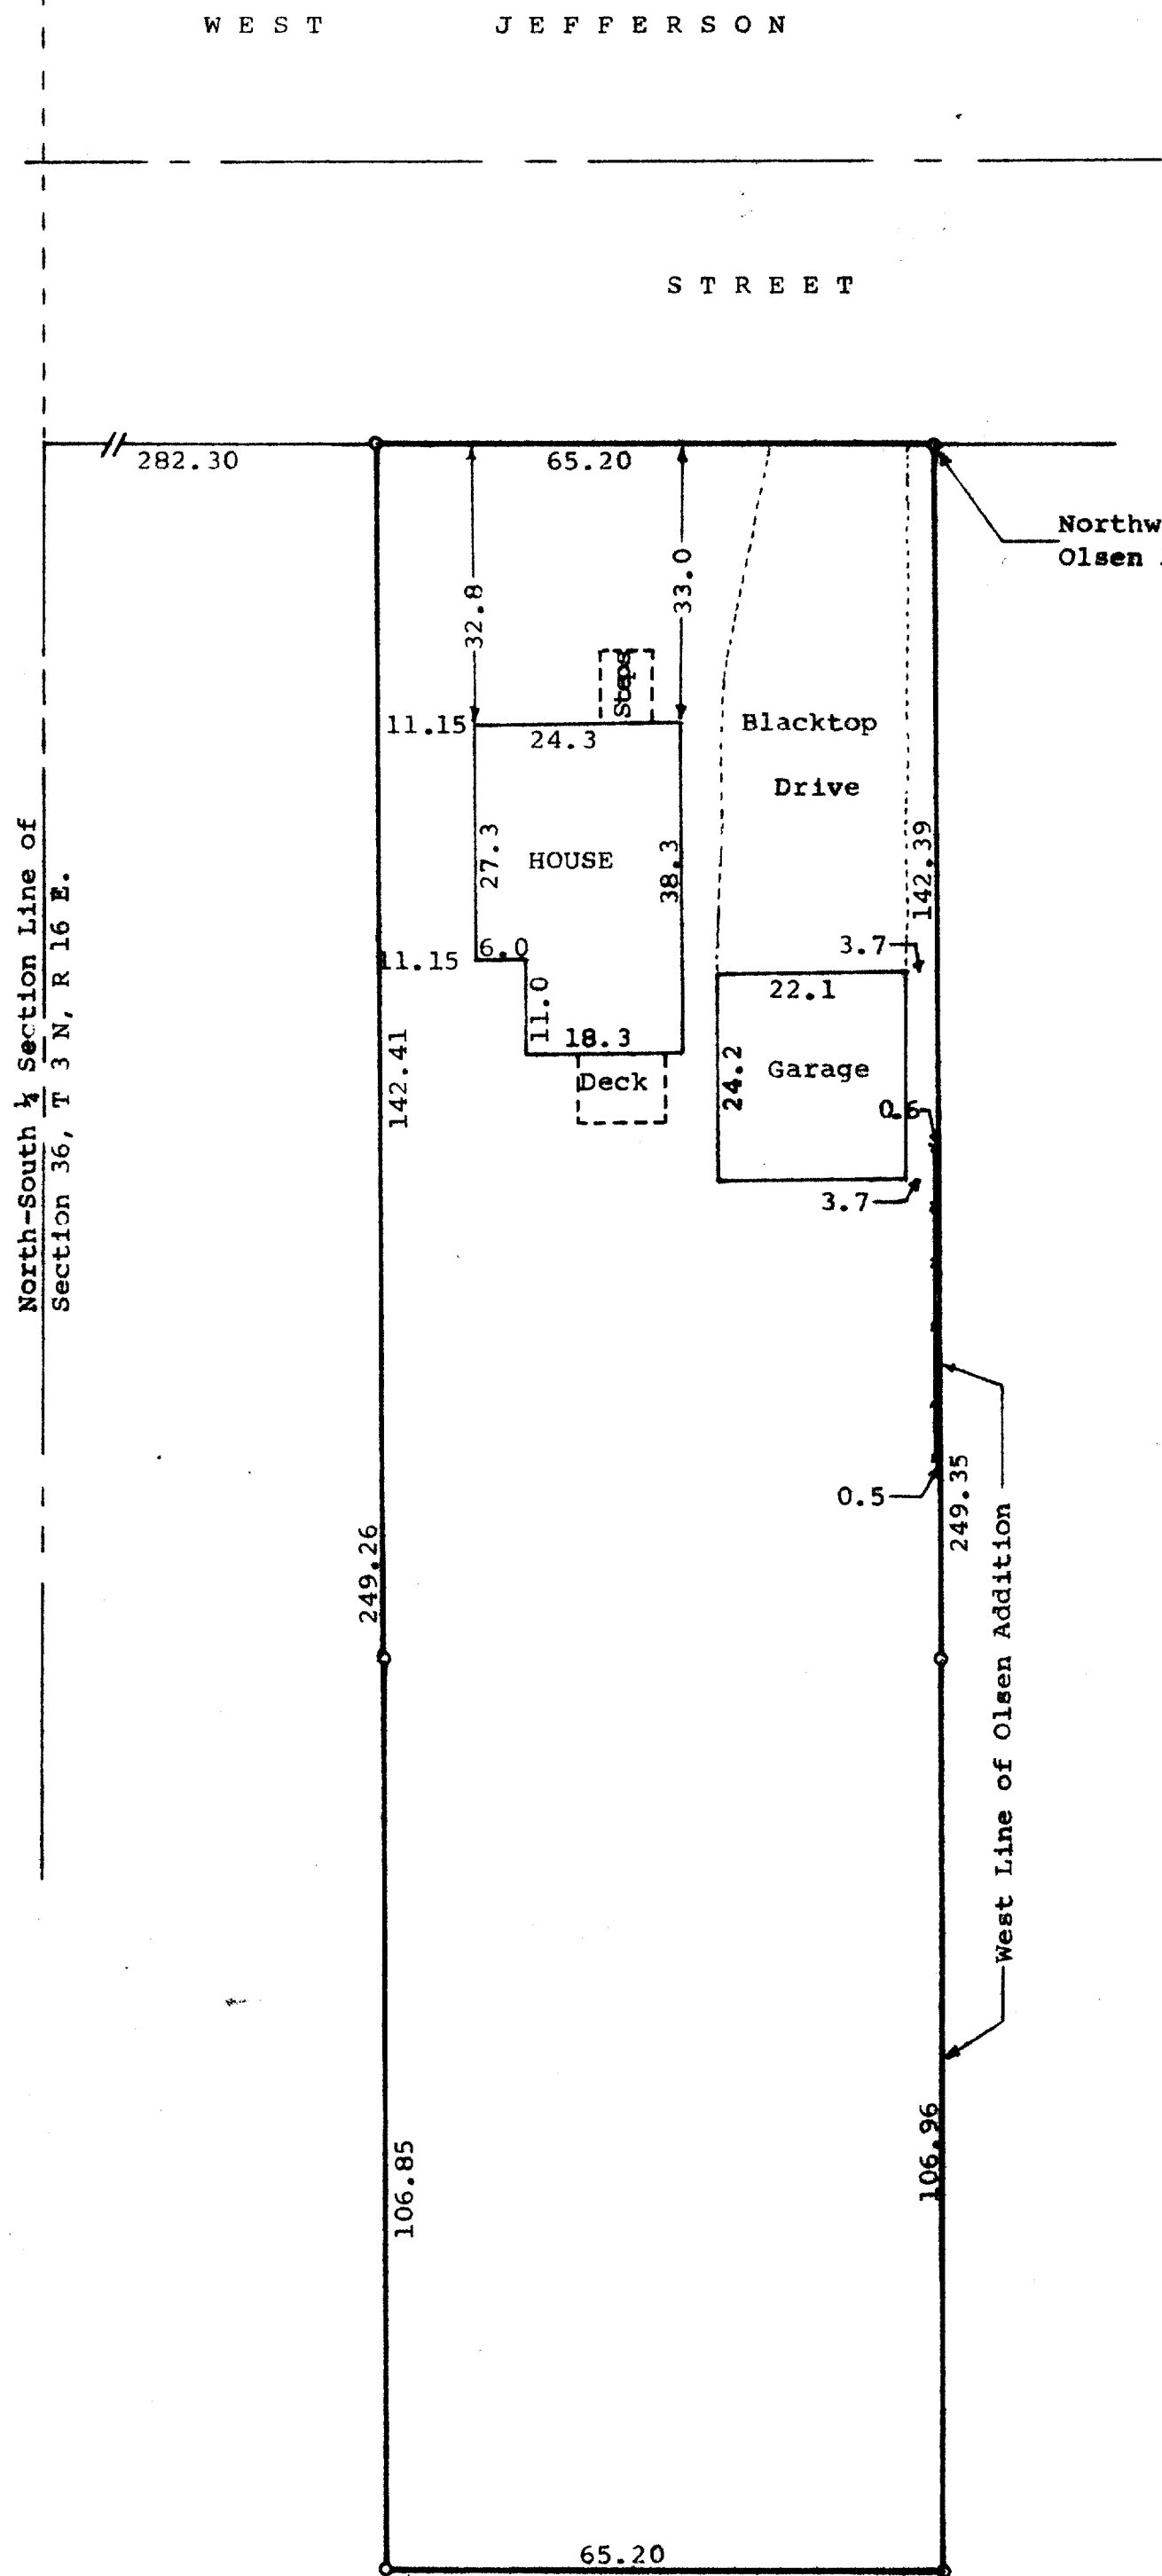 WEST JEFFERSON
STREET
282.30
65.20
Northw
Olsen
32.8
33.0
Steps
11.15
24.3
Blacktop
Drive
27.3
HOUSE
38.3
142.39
11.15
6.0
3.7
22.1
11.0
18.3
Deck
24.2
Garage
142.41
3.7
North-South ¼ Section Line of
Section 36, T 3 N, R 16 E.
0.5
249.35
249.26
West Line of Olsen Addition
106.85
106.96
65.20